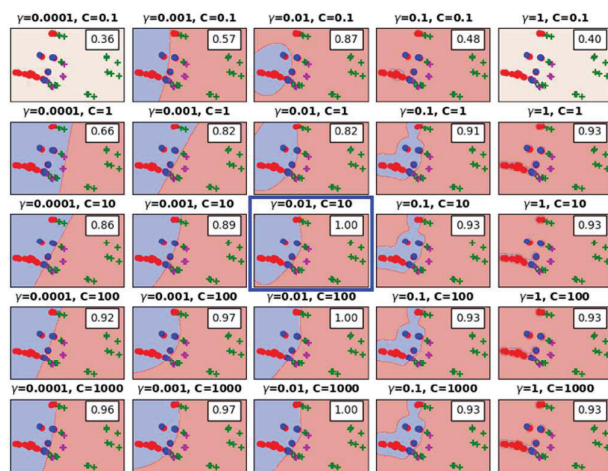 γ=0.0001, C=0.1 γ=0.001, C=0.1 γ=0.01, C=0.1 γ=0.1, C=0.1 γ=1, C=0.1
0.36 0.57 0.87 0.48 0.40
γ=0.0001, C=1 γ=0.001, C=1 γ=0.01, C=1 γ=0.1, C=1 γ=1, C=1
0.66 0.82 0.82 0.91 0.93
γ=0.0001, C=10 γ=0.001, C=10 γ=0.01, C=10 γ=0.1, C=10 γ=1, C=10
0.86 0.89 1.00 0.93 0.93
γ=0.0001, C=100 γ=0.001, C=100 γ=0.01, C=100 γ=0.1, C=100 γ=1, C=100
0.92 0.97 1.00 0.93 0.93
γ=0.0001, C=1000 γ=0.001, C=1000 γ=0.01, C=1000 γ=0.1, C=1000 γ=1, C=1000
0.96 0.97 1.00 0.93 0.93